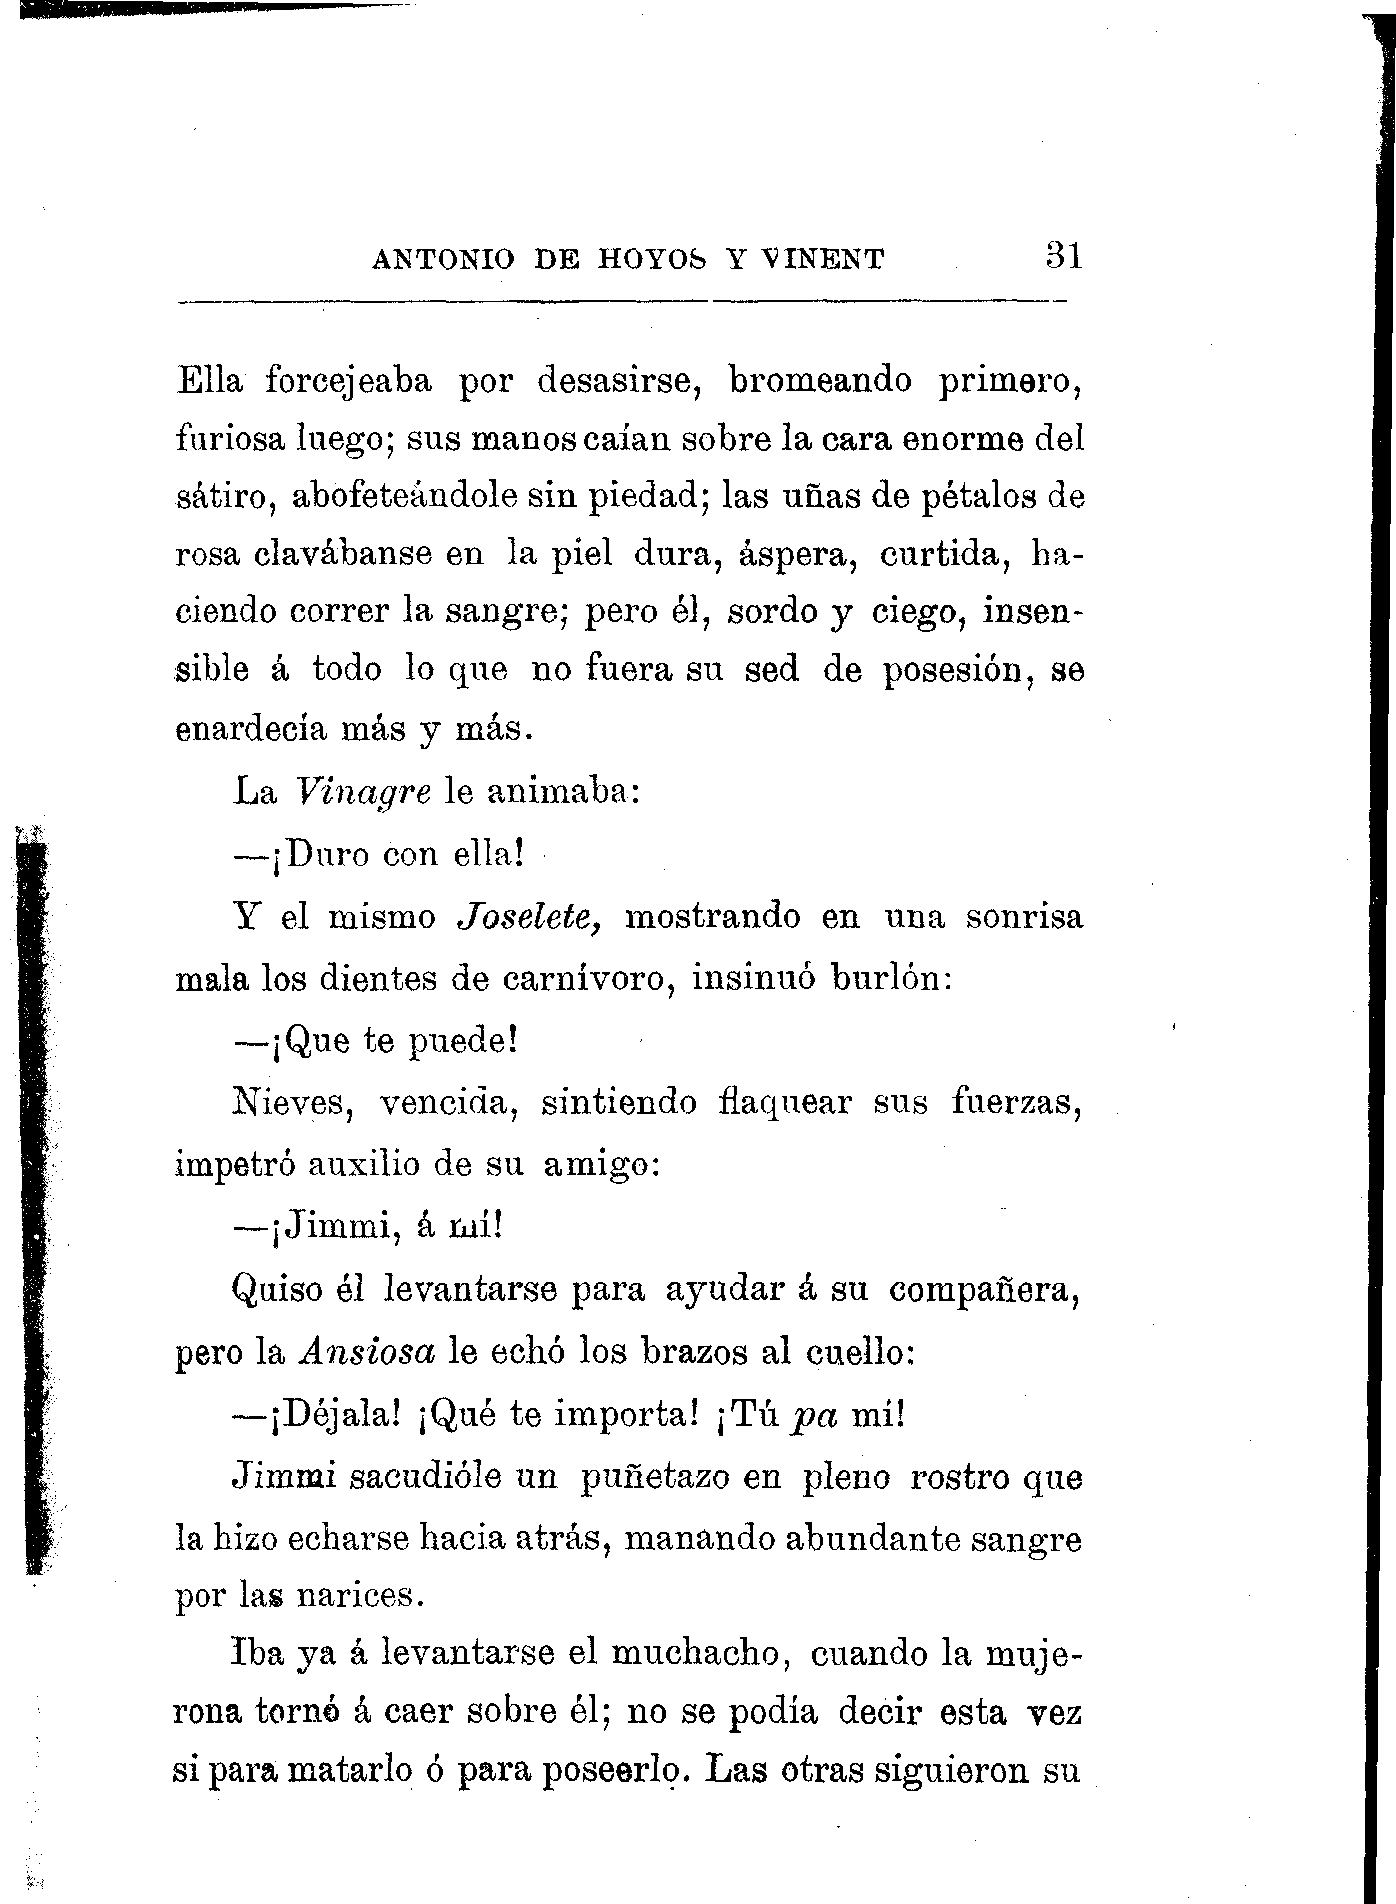 ANTONIO DE HOYOS Y VINENT 31
Ella forcejeaba por desasirse, bromeando primero,
furiosa luego; sus manos caían sobre la cara enorme del
sátiro, abofeteándole sin piedad; las uñas de pétalos de
rosa clavábanse en la piel dura, áspera, curtida, ha-
ciendo correr la sangre; pero él, sordo y ciego, insen-
sible á todo lo que no fuera su sed de posesión, se
enardecía más y más.
La Vinagre le animaba:
—¡Duro con ella!
Y el mismo Joselete, mostrando en una sonrisa
mala los dientes de carnívoro, insinuó burlón:
—¡Que te puede!
Nieves, vencida, sintiendo flaquear sus fuerzas,
impetró auxilio de su amigo:
—¡Jimmi, á mí!
Quiso él levantarse para ayudar á su compañera,
pero la Ansiosa le echó los brazos al cuello:
—¡Déjala! ¡Qué te importa! ¡Tú pa mí!
Jimmi sacudióle un puñetazo en pleno rostro que
la hizo echarse hacia atrás, manando abundante sangre
por las narices.
Iba ya á levantarse el muchacho, cuando la muje-
rona tornó á caer sobre él; no se podía decir esta vez
si para matarlo ó para poseerlo. Las otras siguieron su